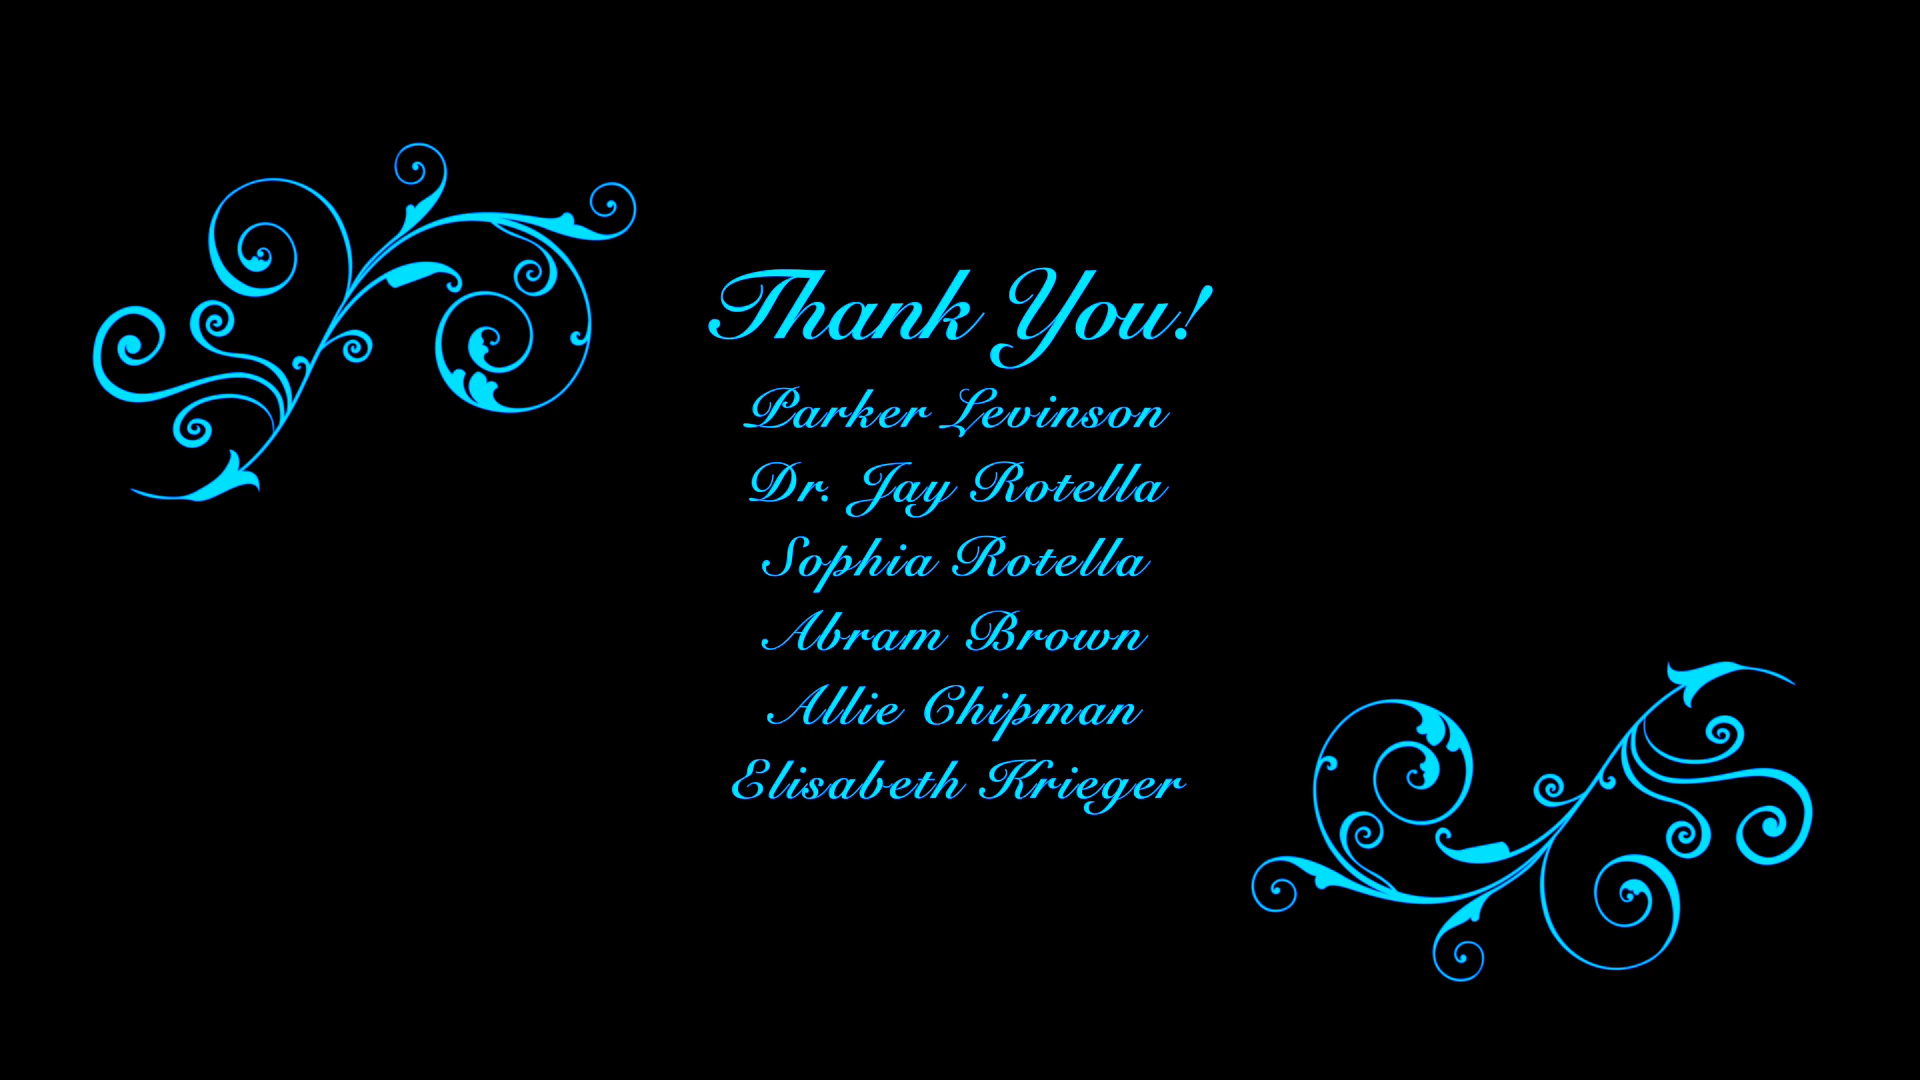 Thank You!
Parker Levinson
Dr. Jay Rotella
Sophia Rotella
Abram Brown
Allie Chipman
Elisabeth Krieger